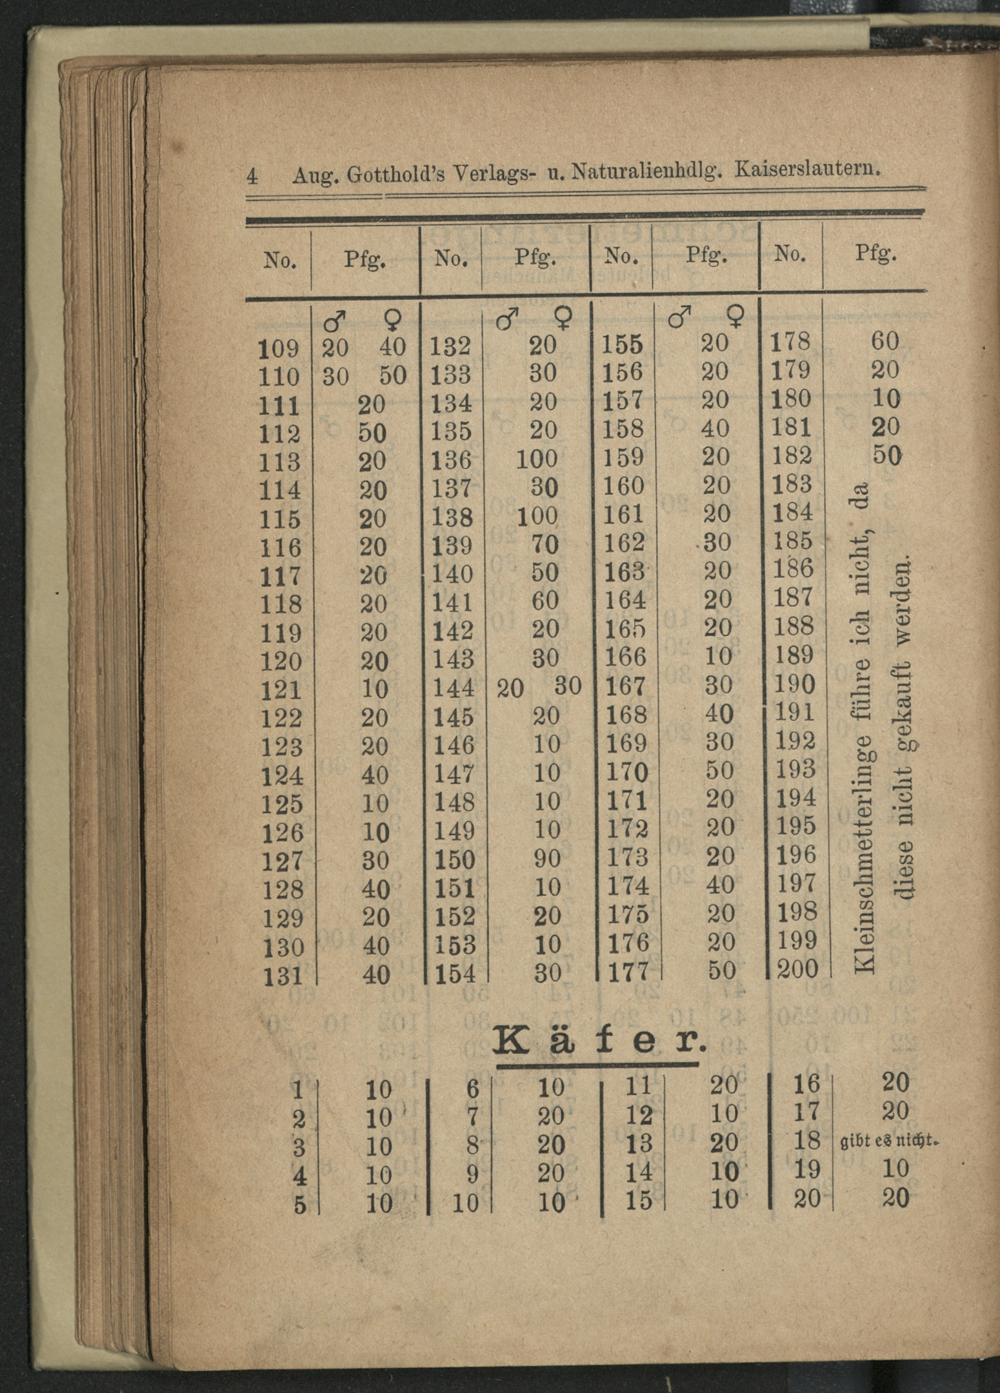 4 Aug. Gotthold's Verlags- u. Naturalienhdlg. Kaiserslautern.
No. Pfg. No. Pfg. No. Pfg. No. Pfg.
♂ ♀ ♂ ♀ ♂ ♀
109 20 40 132 20 155 20 178 60
110 30 50 133 30 156 20 179 20
111 20 134 20 157 20 180 10
112 50 135 20 158 40 181 20
113 20 136 100 159 20 182 50
114 20 137 30 160 20 183
115 20 138 100 161 20 184
116 20 139 70 162 30 185
117 20 140 50 163 20 186
118 20 141 60 164 20 187
119 20 142 20 165 20 188
120 20 143 30 166 10 189
121 10 144 20 30 167 30 190
122 20 145 20 168 40 191
123 20 146 10 169 30 192
124 40 147 10 170 50 193
125 10 148 10 171 20 194
126 10 149 10 172 20 195
127 30 150 90 173 20 196
128 40 151 10 174 40 197
129 20 152 20 175 20 198
130 40 153 10 176 20 199
131 40 154 30 177 50 200
Kleinschmetterlinge führe ich nicht, da
diese nicht gekauft werden.
Käfer.
1 10 6 10 11 20 16 20
2 10 7 20 12 10 17 20
3 10 8 20 13 20 18 gibt es nicht.
4 10 9 20 14 10 19 10
5 10 10 10 15 10 20 20